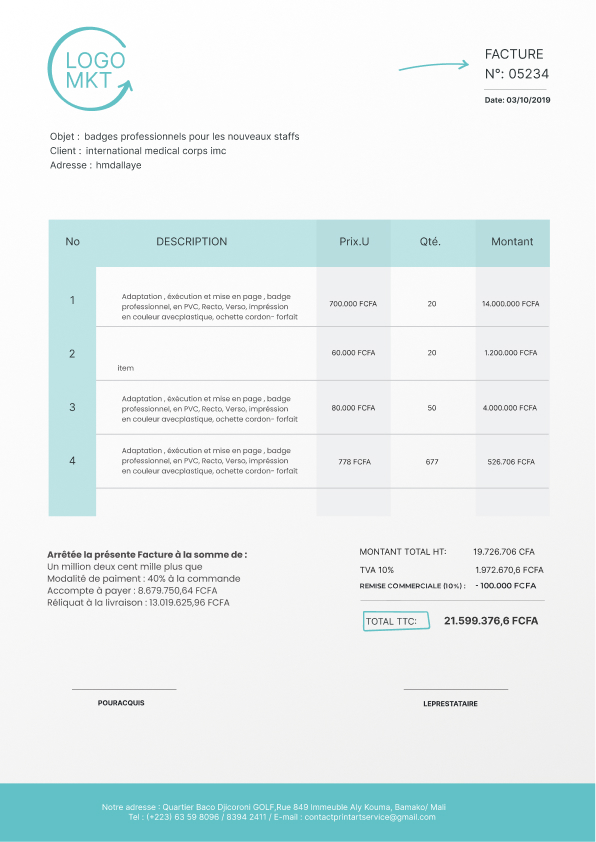 LOGO
MKT
FACTURE
N°: 05234
Date: 03/10/2019
Objet : badges professionnels pour les nouveaux staffs
Client : international medical corps imc
Adresse : hmdallaye
No DESCRIPTION Prix.U Qté. Montant
1 Adaptation , éxécution et mise en page , badge
professionnel, en PVC, Recto, Verso, impréssion 700.000 FCFA 20 14.000.000 FCFA
en couleur avecplastique, ochette cordon- forfait
2 60.000 FCFA 20 1.200.000 FCFA
item
3 Adaptation , éxécution et mise en page , badge
professionnel, en PVC, Recto, Verso, impréssion 80.000 FCFA 50 4.000.000 FCFA
en couleur avecplastique, ochette cordon- forfait
4 Adaptation , éxécution et mise en page , badge
professionnel, en PVC, Recto, Verso, impréssion 778 FCFA 677 526.706 FCFA
en couleur avecplastique, ochette cordon- forfait
Arrêtée la présente Facture à la somme de :
Un million deux cent mille plus que
Modalité de paiment : 40% à la commande
Accompte à payer : 8.679.750,64 FCFA
Réliquat à la livraison : 13.019.625,96 FCFA
MONTANT TOTAL HT: 19.726.706 CFA
TVA 10% 1.972.670,6 FCFA
REMISE COMMERCIALE (10%) : - 100.000 FCFA
TOTAL TTC: 21.599.376,6 FCFA
POURACQUIS
LEPRESTATAIRE
Notre adresse : Quartier Baco Djicoroni GOLF,Rue 849 Immeuble Aly Kouma, Bamako/ Mali
Tel : (+223) 63 59 8096 / 8394 2411 / E-mail : contactprintartservice@gmail.com